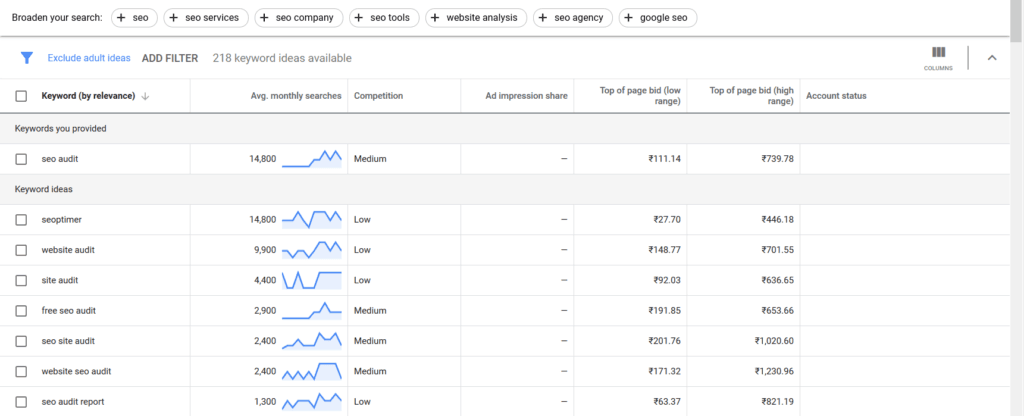 Broaden your search: + seo + seo services + seo company + seo tools + website analysis + seo agency + google seo
Exclude adult ideas ADD FILTER 218 keyword ideas available COLUMNS
Keyword (by relevance) Avg. monthly searches Competition Ad impression share Top of page bid (low range) Top of page bid (high range) Account status
Keywords you provided
seo audit 14,800 Medium – ₹111.14 ₹739.78
Keyword ideas
seoptimer 14,800 Low – ₹27.70 ₹446.18
website audit 9,900 Low – ₹148.77 ₹701.55
site audit 4,400 Low – ₹92.03 ₹636.65
free seo audit 2,900 Medium – ₹191.85 ₹653.66
seo site audit 2,400 Medium – ₹201.76 ₹1,020.60
website seo audit 2,400 Medium – ₹171.32 ₹1,230.96
seo audit report 1,300 Low – ₹63.37 ₹821.19